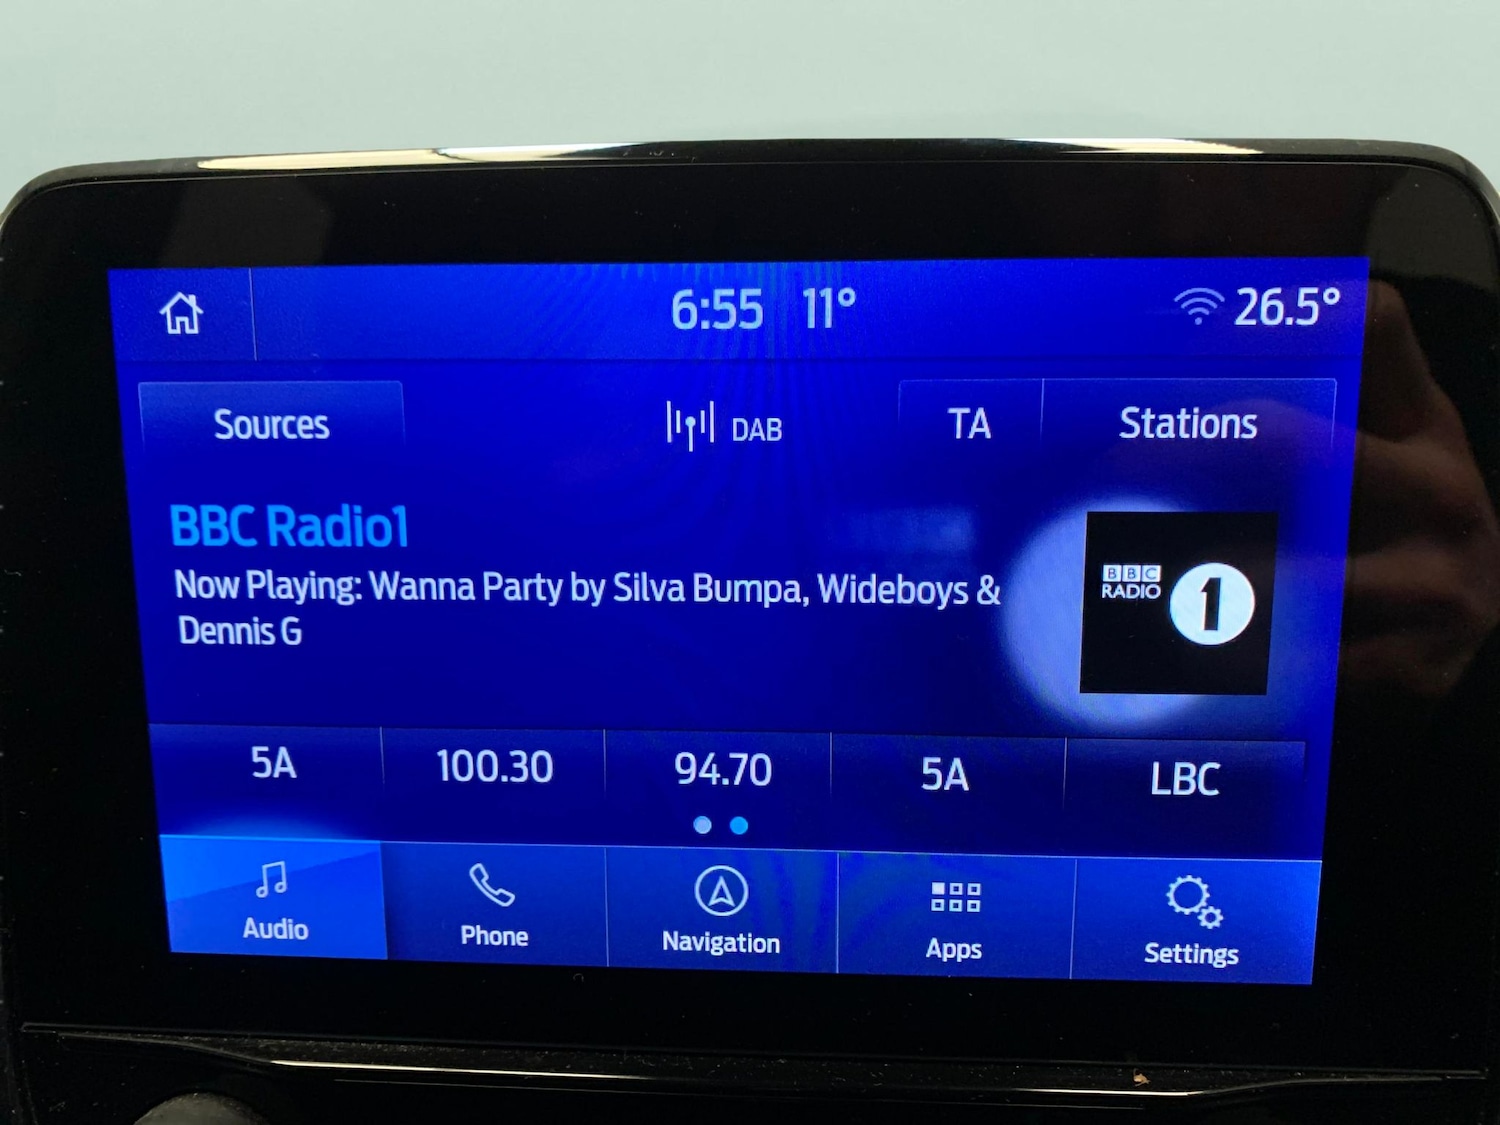 6:55 11° 26.5°
Sources DAB TA Stations
BBC Radio1
Now Playing: Wanna Party by Silva Bumpa, Wideboys &
Dennis G
BBC
RADIO 1
5A 100.30 94.70 5A LBC
Audio Phone Navigation Apps Settings